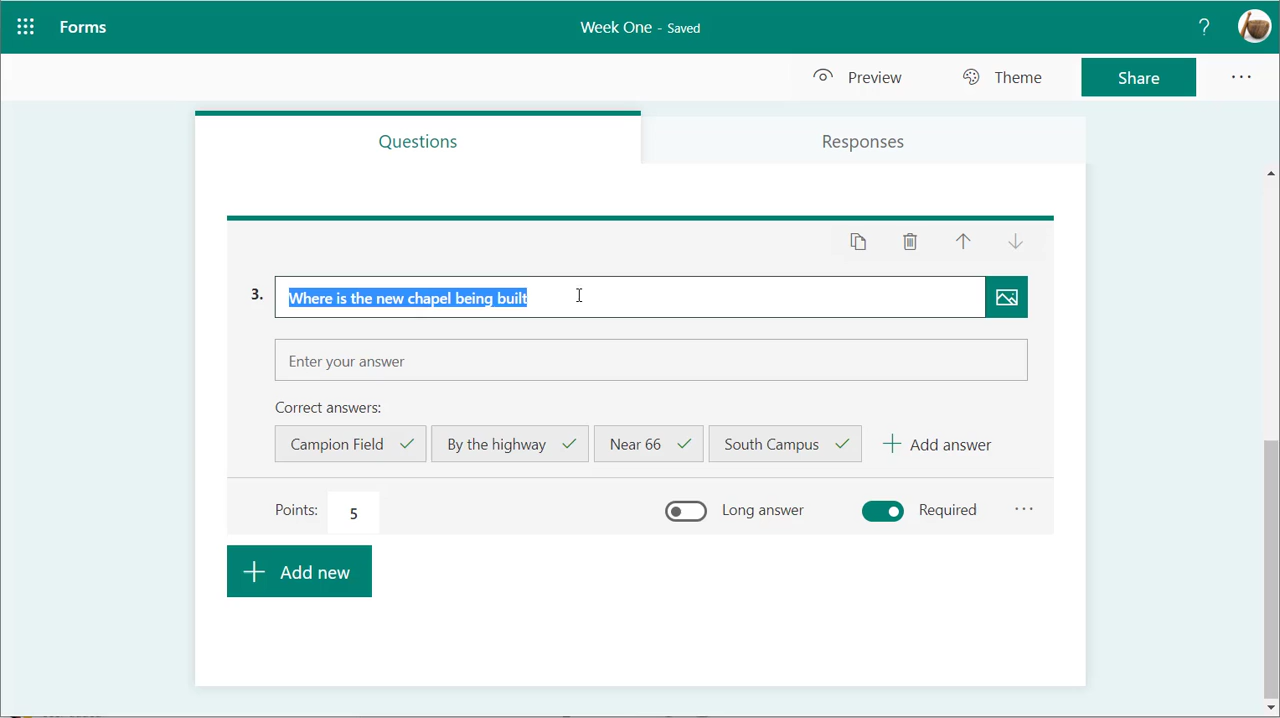 Forms
Week One - Saved
?
Preview
Theme
Share
Questions
Responses
3.
Where is the new chapel being built
Enter your answer
Correct answers:
Campion Field
By the highway
Near 66
South Campus
Add answer
Points:
5
Long answer
Required
Add new